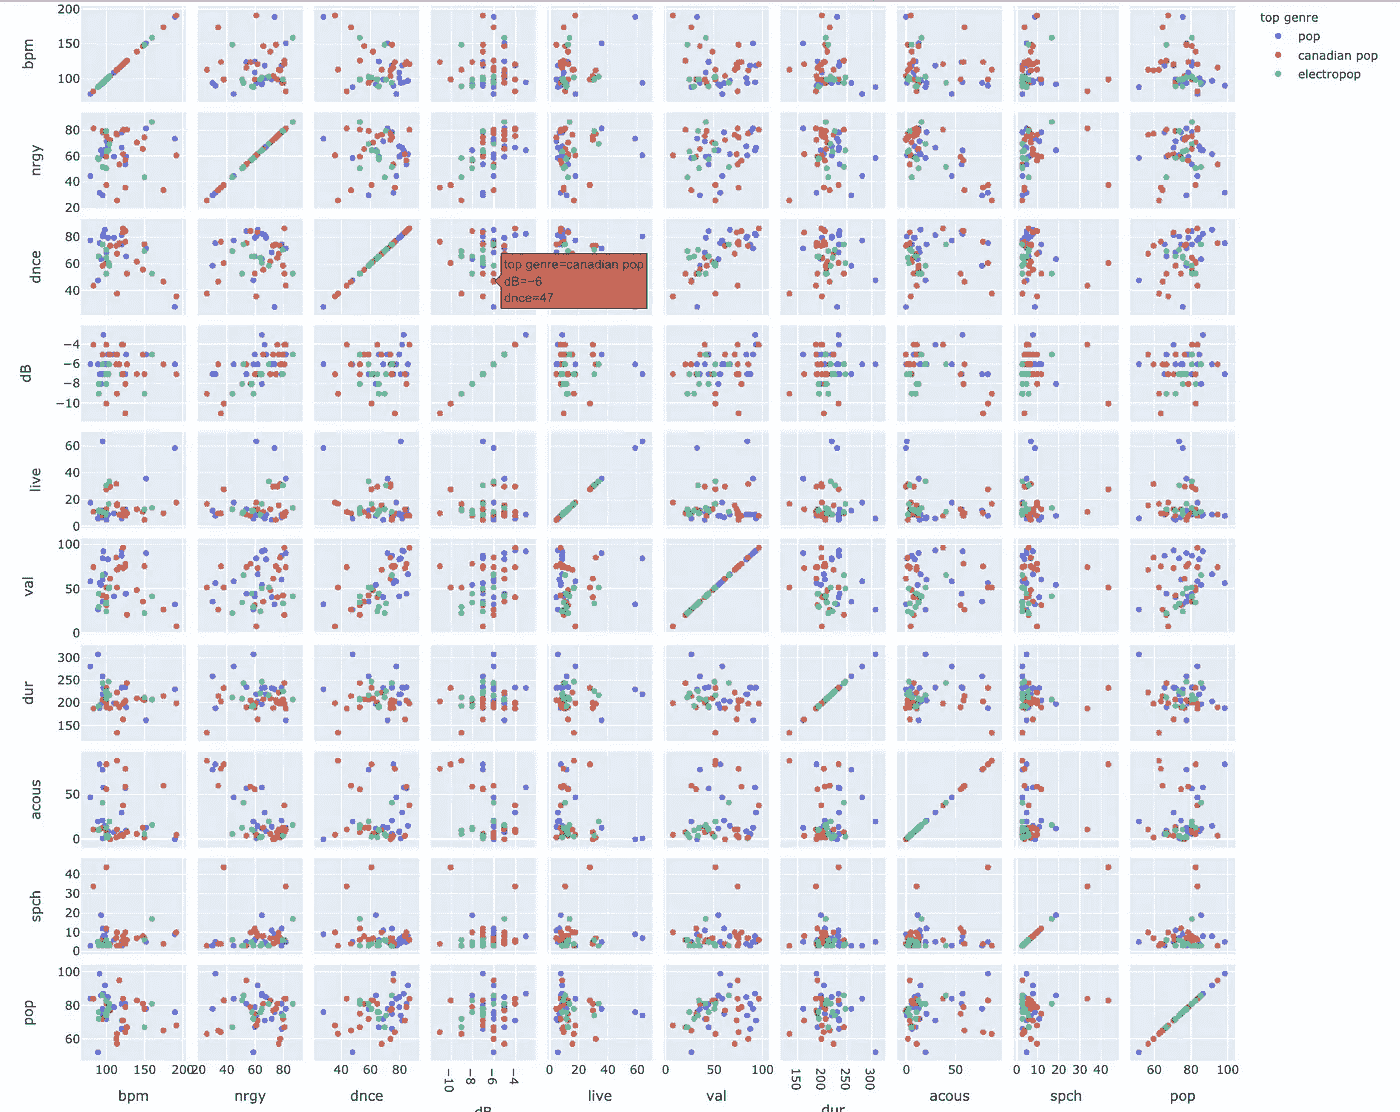 top genre
pop
canadian pop
electropop
200
150
100
bpm
80
60
40
20
nrgy
80
60
40
dnce
top genre=canadian pop
dB=−6
dnce=47
−4
−6
−8
−10
dB
60
40
20
0
live
100
50
0
val
300
250
200
150
dur
50
0
acous
40
30
20
10
0
spch
100
80
60
pop
100 150 200 20 40 60 80 40 60 80 −10 −8 −6 −4 0 20 40 60 0 50 100 150 200 250 300 0 50 0 10 20 30 40 60 80 100
bpm nrgy dnce dB live val dur acous spch pop